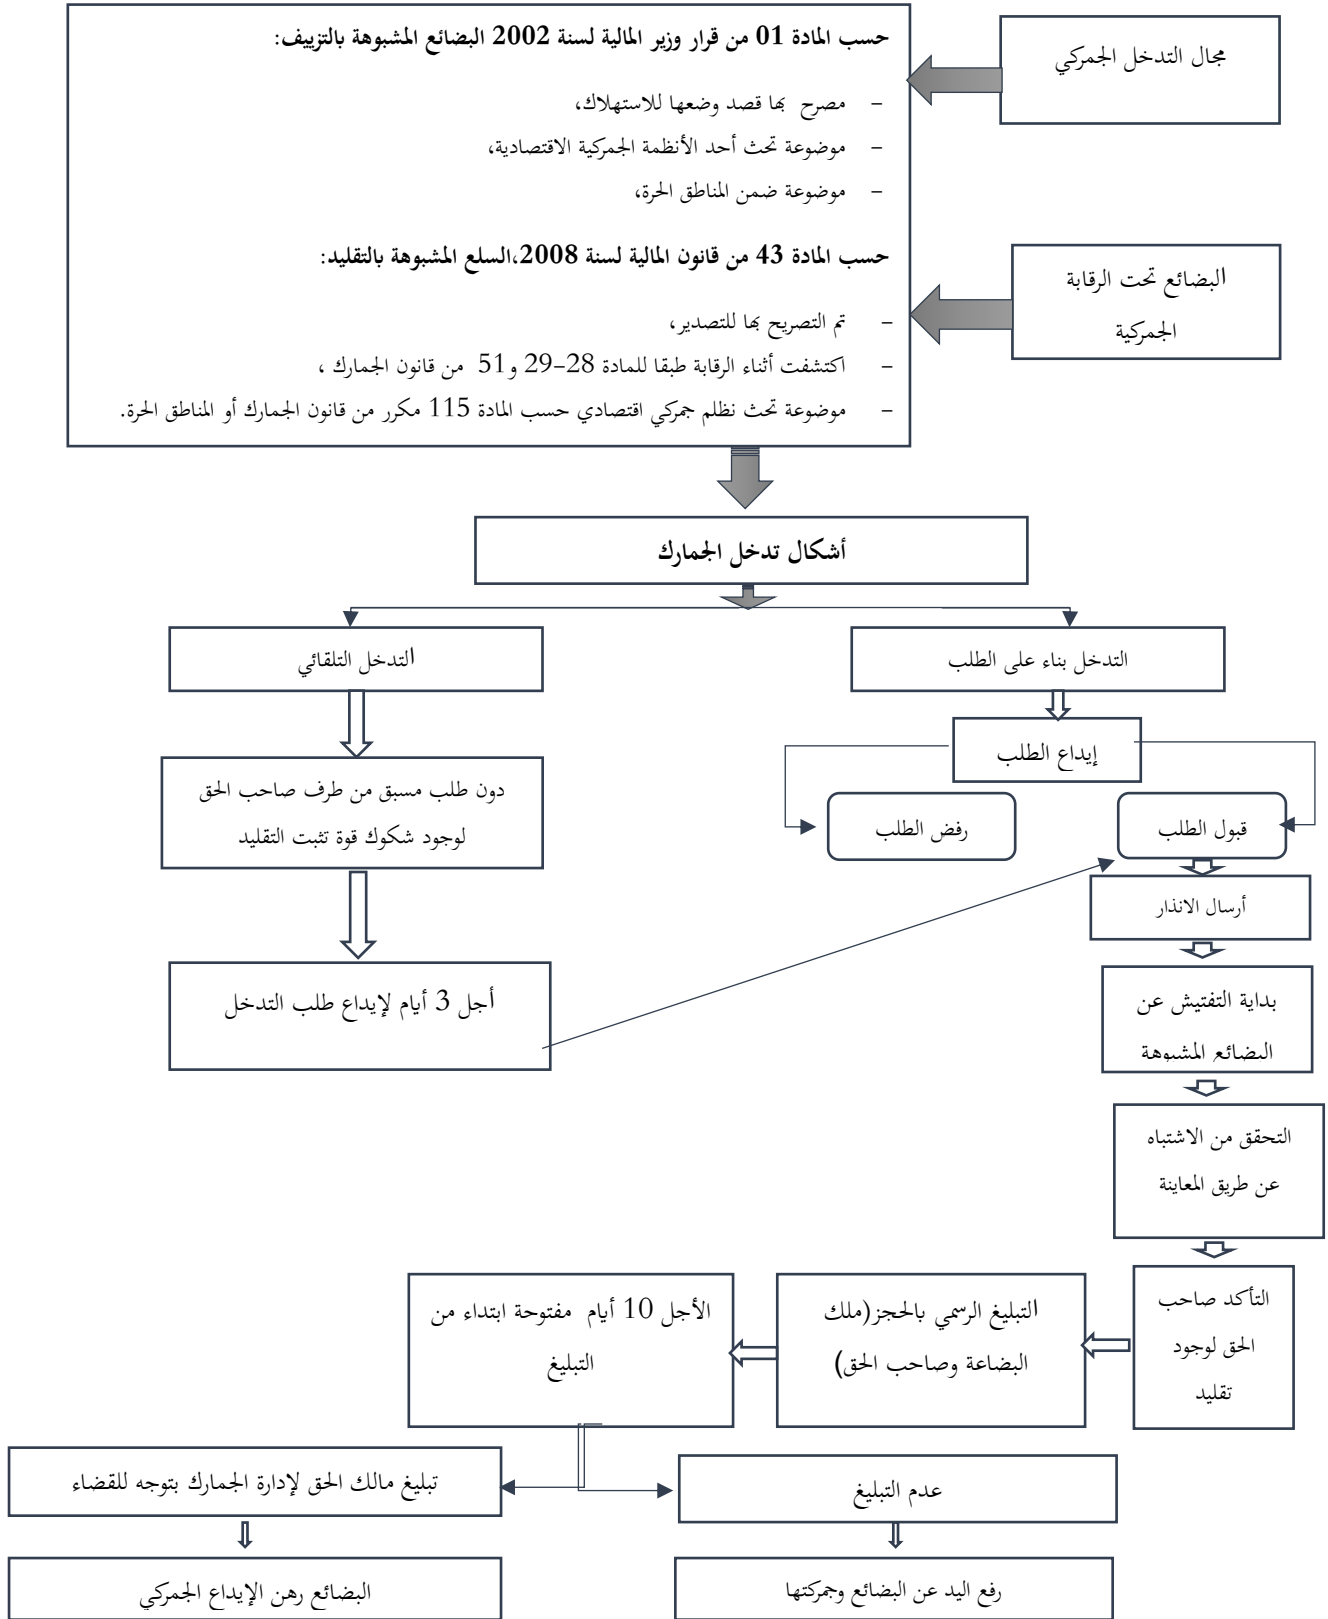 حسب المادة 01 من قرار وزير المالية لسنة 2002 البضائع المشبوهة بالتزييف:
– مصرح بها قصد وضعها للاستهلاك،
– موضوعة تحث أحد الأنظمة الجمركية الاقتصادية،
– موضوعة ضمن المناطق الحرة،
حسب المادة 43 من قانون المالية لسنة 2008،السلع المشبوهة بالتقليد:
– تم التصريح بها للتصدير،
– اكتشفت أثناء الرقابة طبقا للمادة 28-29 و51 من قانون الجمارك ،
– موضوعة تحث نظلم جمركي اقتصادي حسب المادة 115 مكرر من قانون الجمارك أو المناطق الحرة.
مجال التدخل الجمركي
البضائع تحت الرقابة
الجمركية
أشكال تدخل الجمارك
التدخل بناء على الطلب
التدخل التلقائي
إيداع الطلب
دون طلب مسبق من طرف صاحب الحق
لوجود شكوك قوة تثبت التقليد
قبول الطلب
رفض الطلب
أرسال الانذار
أجل 3 أيام لإيداع طلب التدخل
بداية التفتيش عن
البضائع المشبوهة
التحقق من الاشتباه
عن طريق المعاينة
التأكد صاحب
الحق لوجود
تقليد
التبليغ الرسمي بالحجز(ملك
البضاعة وصاحب الحق)
الأجل 10 أيام مفتوحة ابتداء من
التبليغ
عدم التبليغ
تبليغ مالك الحق لإدارة الجمارك بتوجه للقضاء
رفع اليد عن البضائع وجمركتها
البضائع رهن الإيداع الجمركي